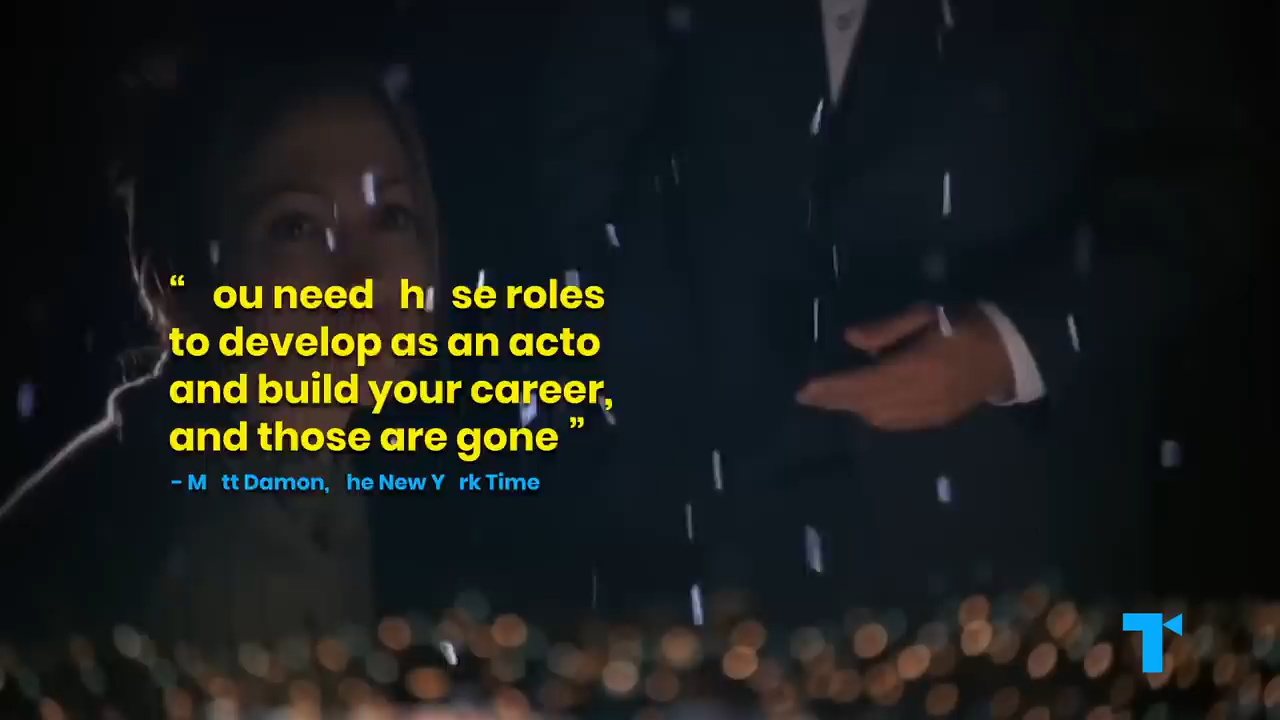 “ ou need h se roles
to develop as an acto
and build your career,
and those are gone ”
- M tt Damon, he New Y rk Time